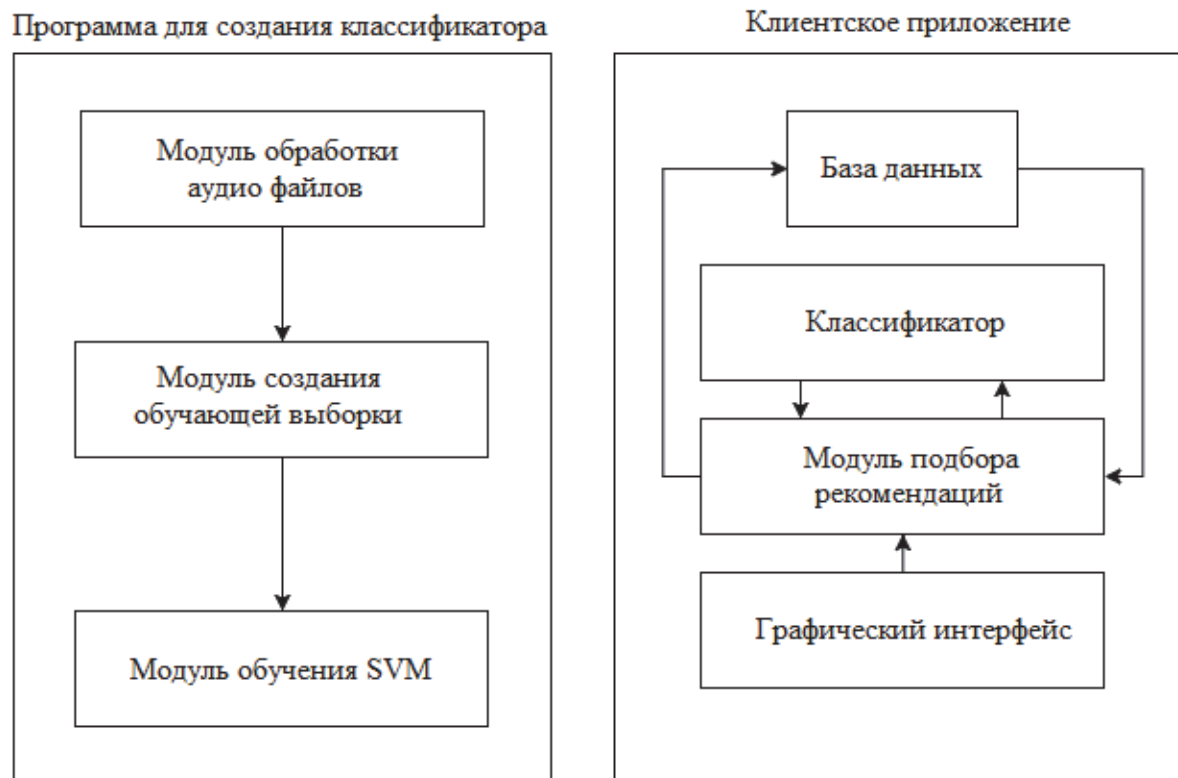 Программа для создания классификатора
Модуль обработки
аудио файлов
Модуль создания
обучающей выборки
Модуль обучения SVM
Клиентское приложение
База данных
Классификатор
Модуль подбора
рекомендаций
Графический интерфейс